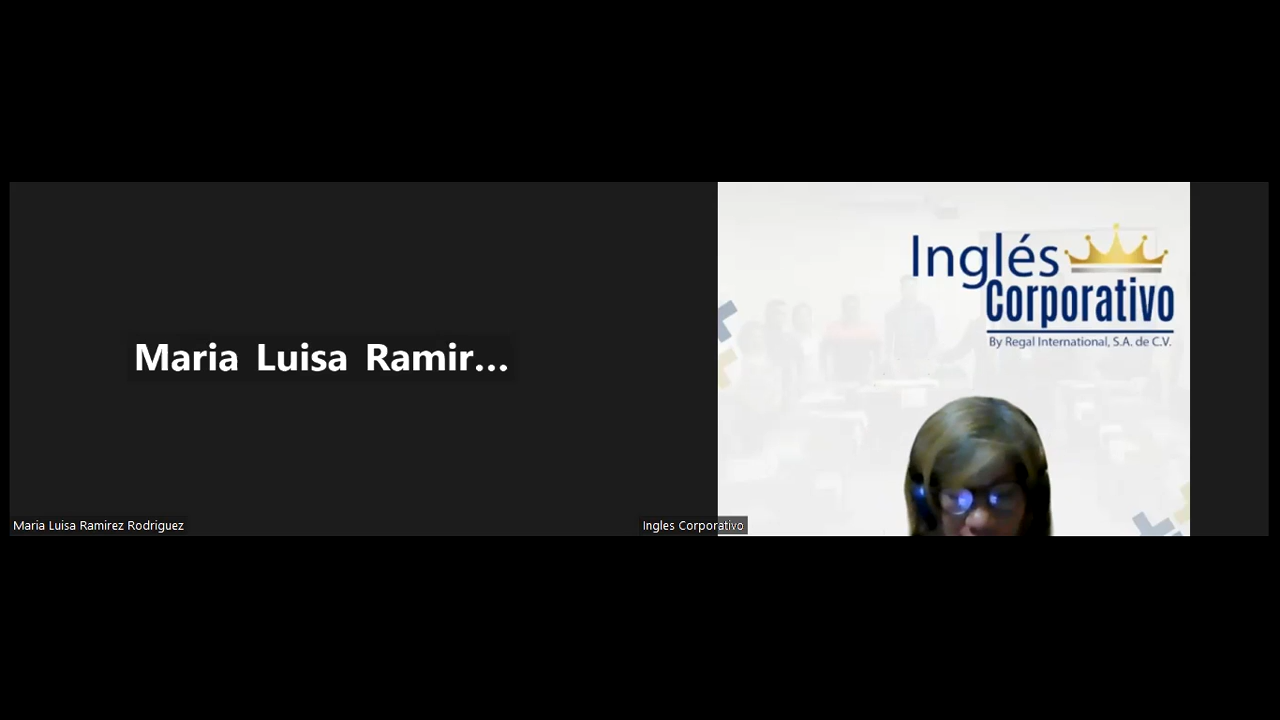 Maria Luisa Ramir...
Maria Luisa Ramirez Rodriguez
Inglés
Corporativo
By Regal International, S.A. de C.V.
Ingles Corporativo